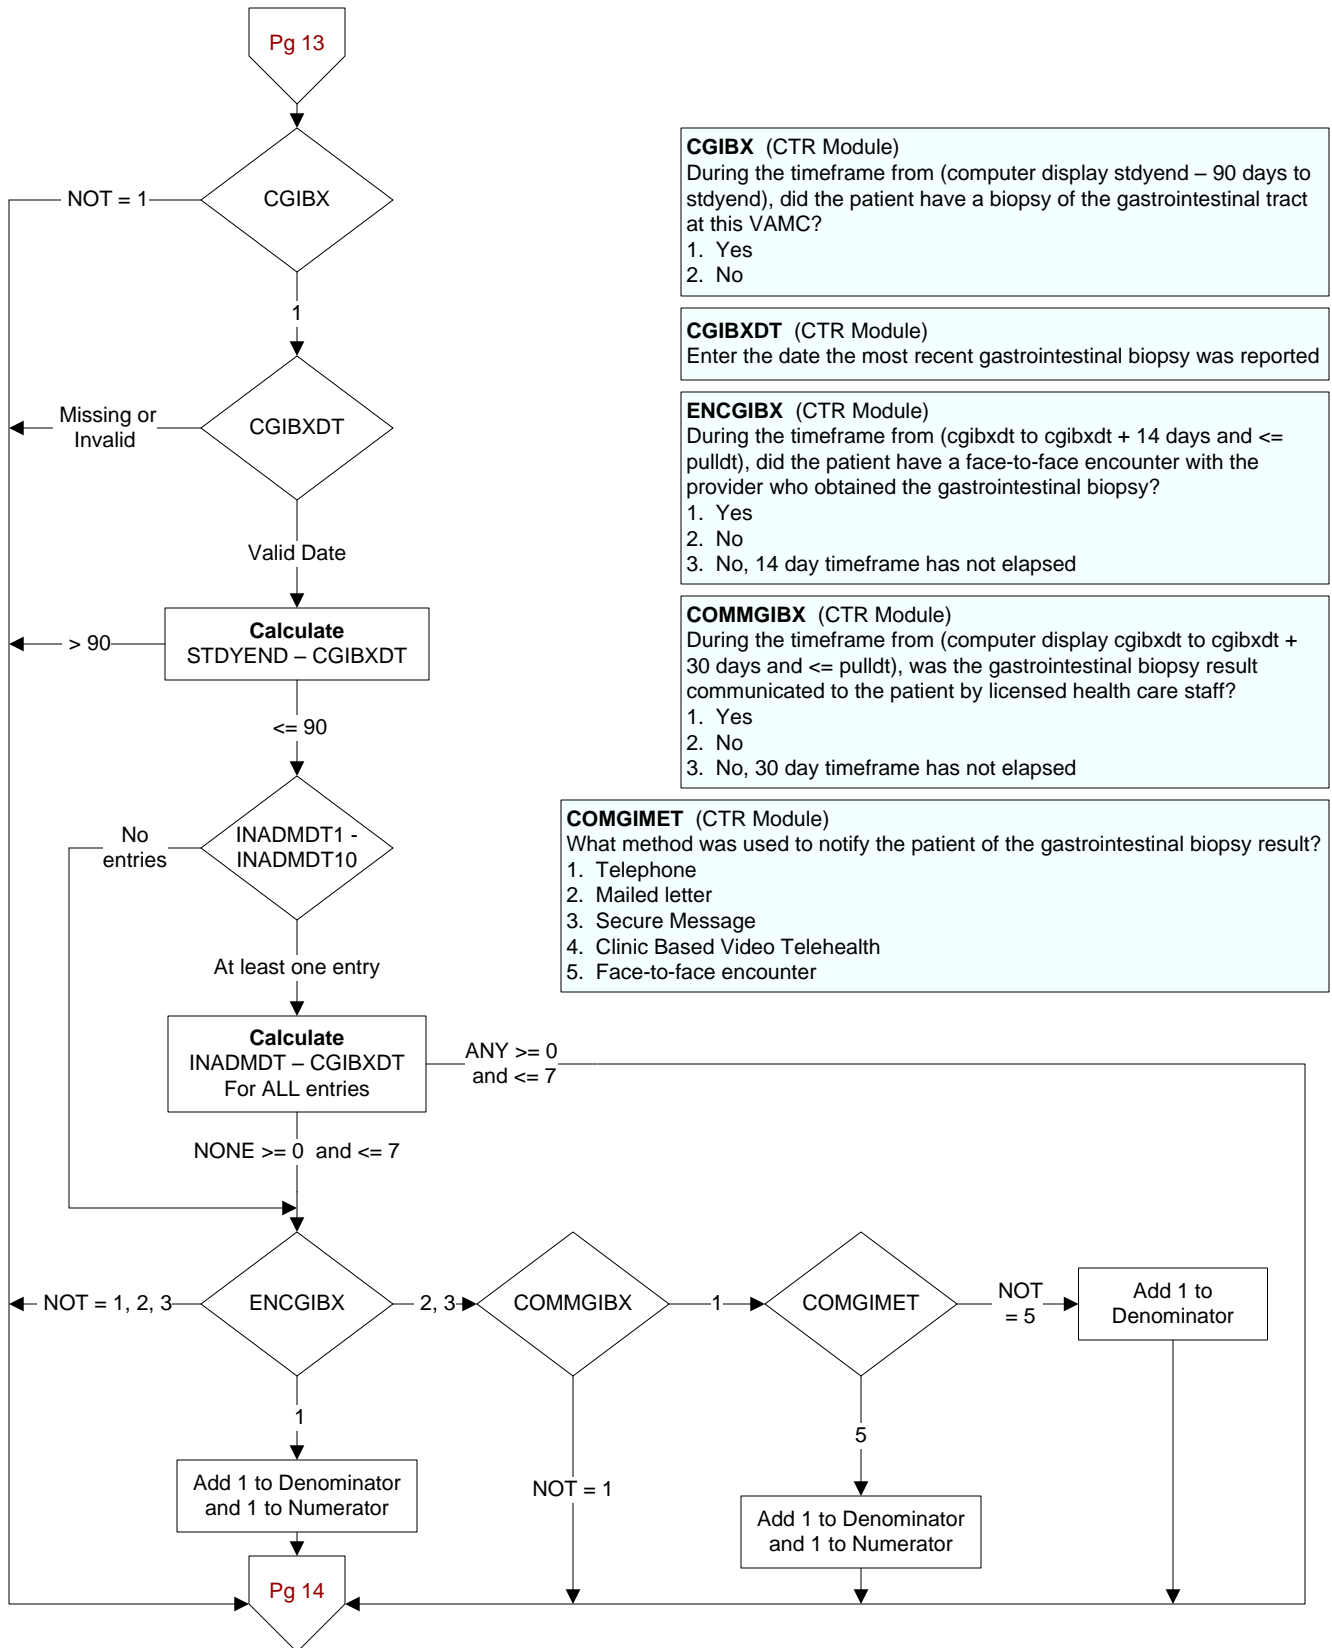 Pg 13
CGIBX
NOT = 1
1
CGIBXDT
Missing or
Invalid
Valid Date
Calculate
STDYEND – CGIBXDT
> 90
<= 90
INADMDT1 -
INADMDT10
No
entries
At least one entry
Calculate
INADMDT – CGIBXDT
For ALL entries
ANY >= 0
and <= 7
NONE >= 0 and <= 7
ENCGIBX
NOT = 1, 2, 3
2, 3
COMMGIBX
1
COMGIMET
NOT
= 5
Add 1 to
Denominator
1
Add 1 to Denominator
and 1 to Numerator
NOT = 1
5
Add 1 to Denominator
and 1 to Numerator
Pg 14
CGIBX (CTR Module)
During the timeframe from (computer display stdyend – 90 days to
stdyend), did the patient have a biopsy of the gastrointestinal tract
at this VAMC?
1. Yes
2. No
CGIBXDT (CTR Module)
Enter the date the most recent gastrointestinal biopsy was reported
ENCGIBX (CTR Module)
During the timeframe from (cgibxdt to cgibxdt + 14 days and <=
pulldt), did the patient have a face-to-face encounter with the
provider who obtained the gastrointestinal biopsy?
1. Yes
2. No
3. No, 14 day timeframe has not elapsed
COMMGIBX (CTR Module)
During the timeframe from (computer display cgibxdt to cgibxdt +
30 days and <= pulldt), was the gastrointestinal biopsy result
communicated to the patient by licensed health care staff?
1. Yes
2. No
3. No, 30 day timeframe has not elapsed
COMGIMET (CTR Module)
What method was used to notify the patient of the gastrointestinal biopsy result?
1. Telephone
2. Mailed letter
3. Secure Message
4. Clinic Based Video Telehealth
5. Face-to-face encounter